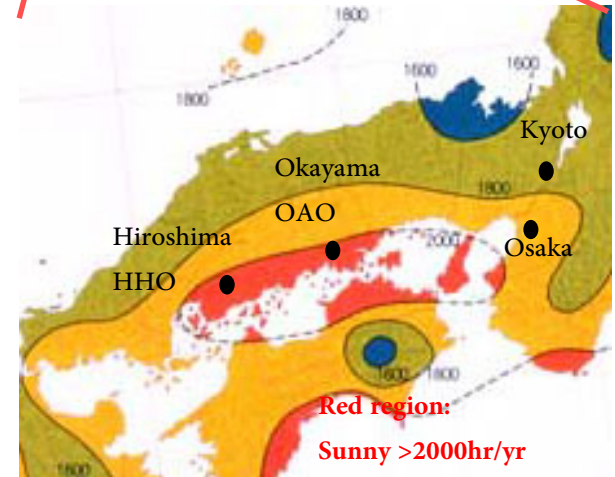 1800
1800
1600
1600
Kyoto
Okayama
1800
OAO
Hiroshima
2000
Osaka
HHO
1600
1800
Red region:
Sunny >2000hr/yr
1600